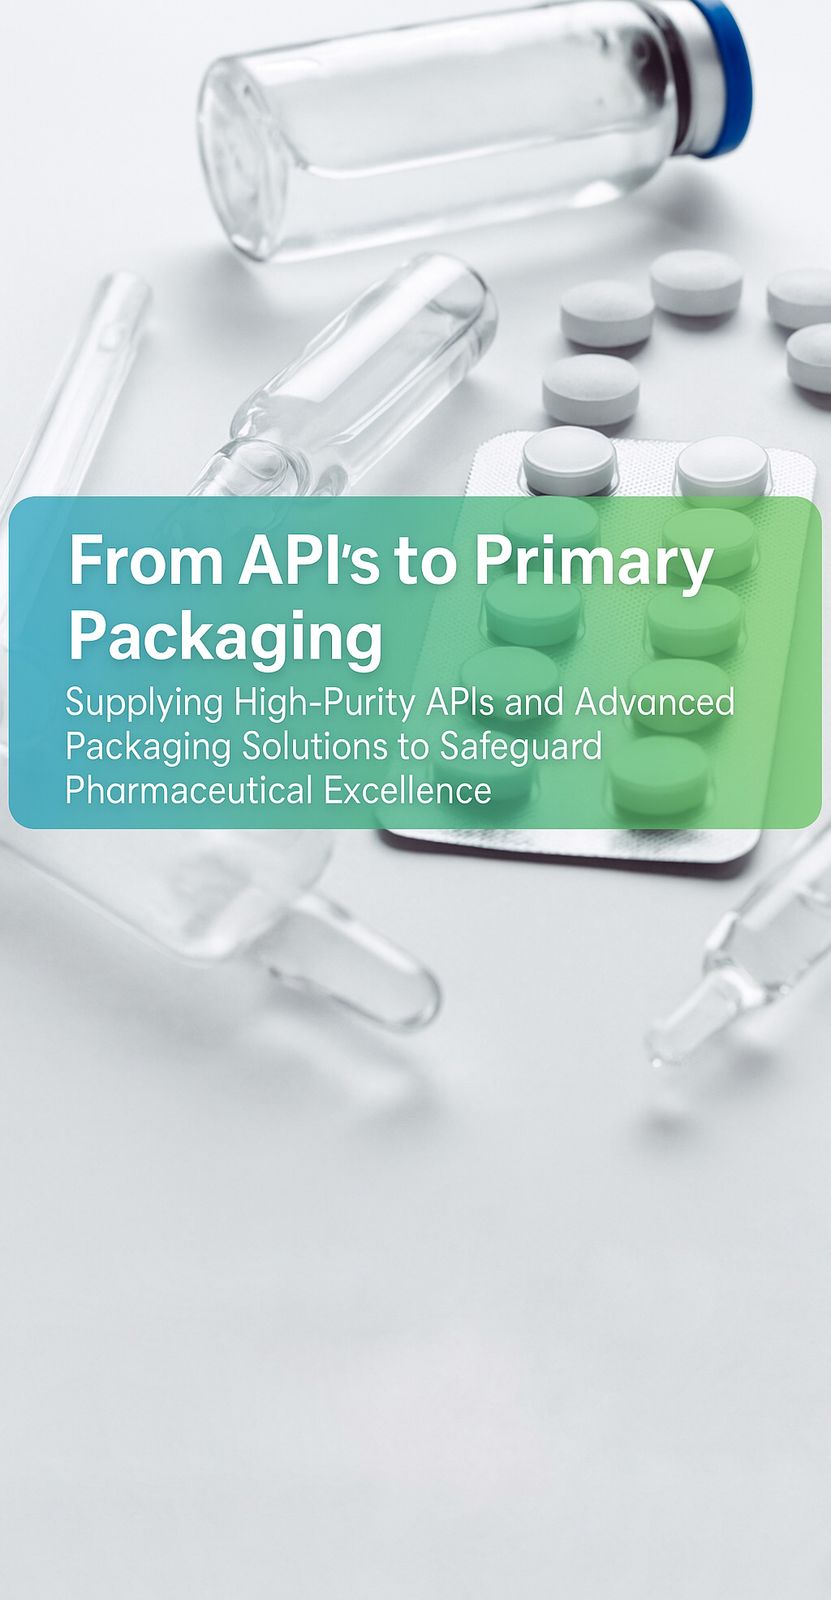 From API's to Primary
Packaging
Supplying High-Purity APIs and Advanced
Packaging Solutions to Safeguard
Pharmaceutical Excellence